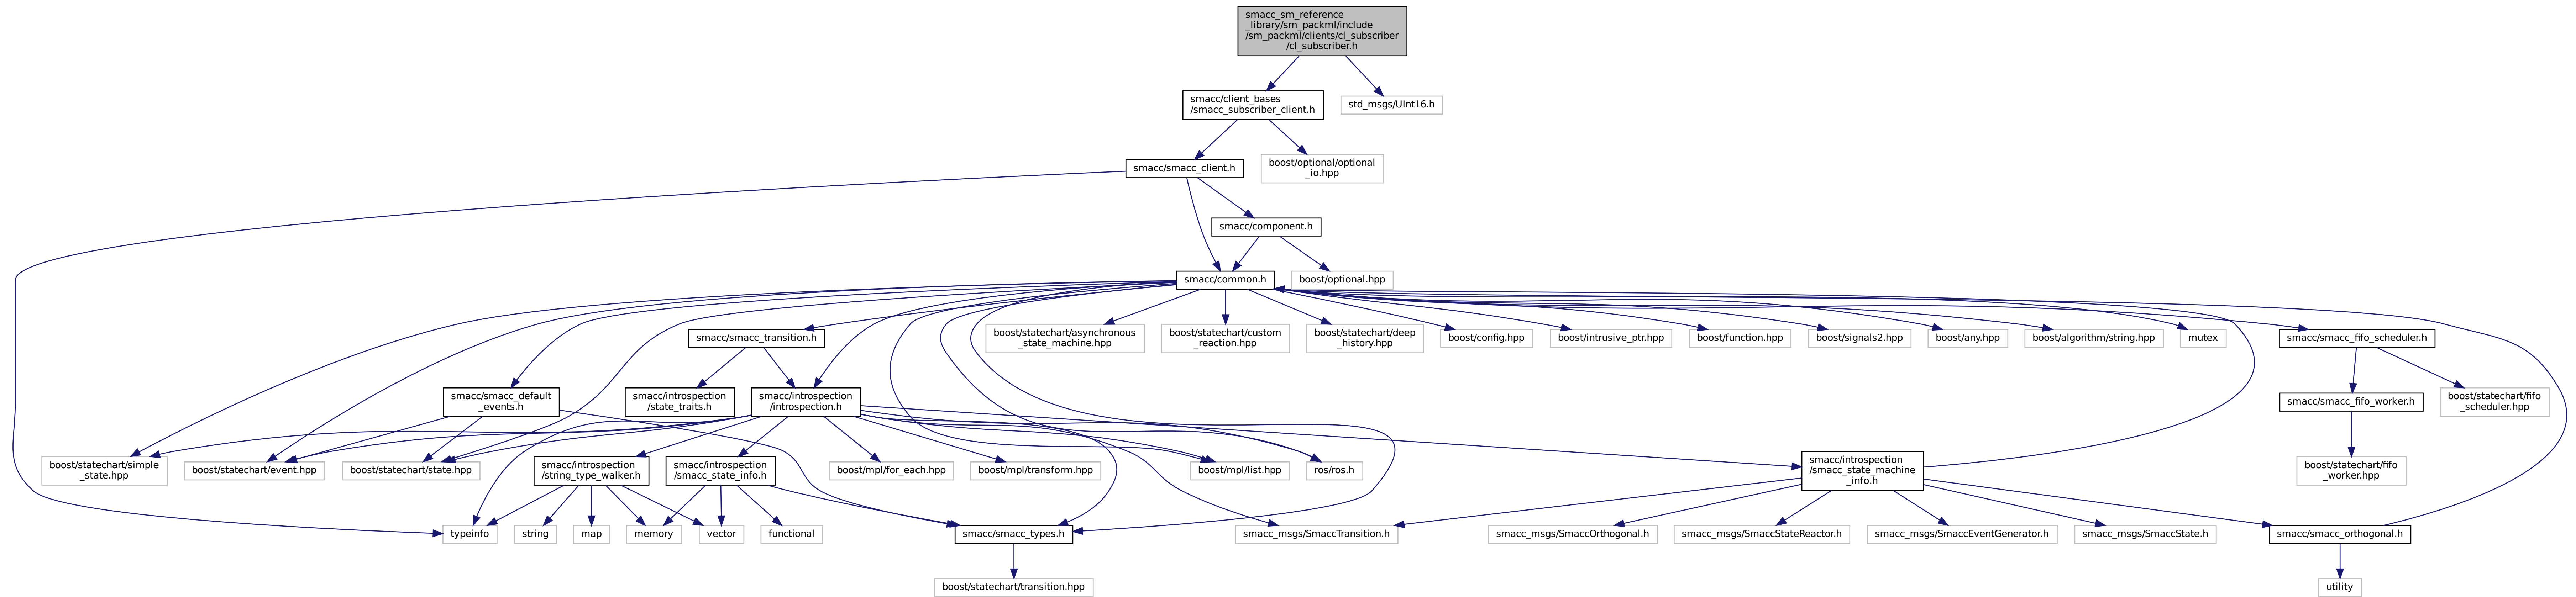 smacc_sm_reference
_library/sm_packml/include
/sm_packml/clients/cl_subscriber
/cl_subscriber.h
smacc/client_bases
/smacc_subscriber_client.h
std_msgs/UInt16.h
smacc/smacc_client.h
boost/optional/optional
_io.hpp
smacc/component.h
smacc/common.h
boost/optional.hpp
smacc/smacc_transition.h
boost/statechart/asynchronous
_state_machine.hpp
boost/statechart/custom
_reaction.hpp
boost/statechart/deep
_history.hpp
boost/config.hpp
boost/intrusive_ptr.hpp
boost/function.hpp
boost/signals2.hpp
boost/any.hpp
boost/algorithm/string.hpp
mutex
smacc/smacc_fifo_scheduler.h
smacc/smacc_default
_events.h
smacc/introspection
/state_traits.h
smacc/introspection
/introspection.h
smacc/smacc_fifo_worker.h
boost/statechart/fifo
_scheduler.hpp
boost/statechart/simple
_state.hpp
boost/statechart/event.hpp
boost/statechart/state.hpp
smacc/introspection
/string_type_walker.h
smacc/introspection
/smacc_state_info.h
boost/mpl/for_each.hpp
boost/mpl/transform.hpp
boost/mpl/list.hpp
ros/ros.h
smacc/introspection
/smacc_state_machine
_info.h
boost/statechart/fifo
_worker.hpp
typeinfo
string
map
memory
vector
functional
smacc/smacc_types.h
smacc_msgs/SmaccTransition.h
smacc_msgs/SmaccOrthogonal.h
smacc_msgs/SmaccStateReactor.h
smacc_msgs/SmaccEventGenerator.h
smacc_msgs/SmaccState.h
smacc/smacc_orthogonal.h
boost/statechart/transition.hpp
utility